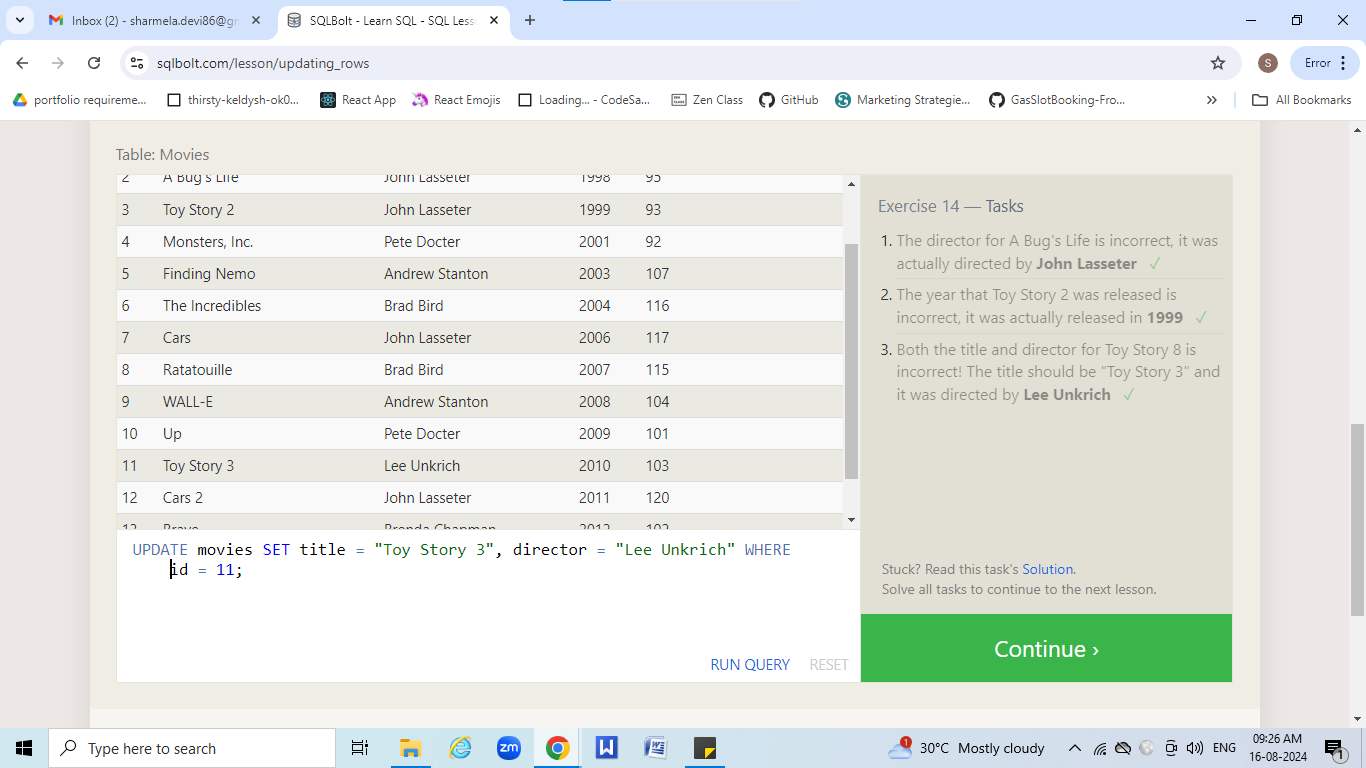 Inbox (2) - sharmela.devi86@gm
SQLBolt - Learn SQL - SQL Less
sqlbolt.com/lesson/updating_rows
S
Error
portfolio requireme...
thirsty-keldysh-ok0...
React App
React Emojis
Loading... - CodeSa...
Zen Class
GitHub
Marketing Strategie...
GasSlotBooking-Fro...
»
All Bookmarks
Table: Movies
2 A Bug's Life John Lasseter 1998 95
3 Toy Story 2 John Lasseter 1999 93
4 Monsters, Inc. Pete Docter 2001 92
5 Finding Nemo Andrew Stanton 2003 107
6 The Incredibles Brad Bird 2004 116
7 Cars John Lasseter 2006 117
8 Ratatouille Brad Bird 2007 115
9 WALL-E Andrew Stanton 2008 104
10 Up Pete Docter 2009 101
11 Toy Story 3 Lee Unkrich 2010 103
12 Cars 2 John Lasseter 2011 120
13 Brave Brenda Chapman 2012 102
UPDATE movies SET title = "Toy Story 3", director = "Lee Unkrich" WHERE
id = 11;
RUN QUERY RESET
Exercise 14 — Tasks
1. The director for A Bug's Life is incorrect, it was
actually directed by John Lasseter ✓
2. The year that Toy Story 2 was released is
incorrect, it was actually released in 1999 ✓
3. Both the title and director for Toy Story 8 is
incorrect! The title should be "Toy Story 3" and
it was directed by Lee Unkrich ✓
Stuck? Read this task's Solution.
Solve all tasks to continue to the next lesson.
Continue ›
Type here to search
zm
W
W
1
30°C Mostly cloudy
ENG
09:26 AM
16-08-2024
1